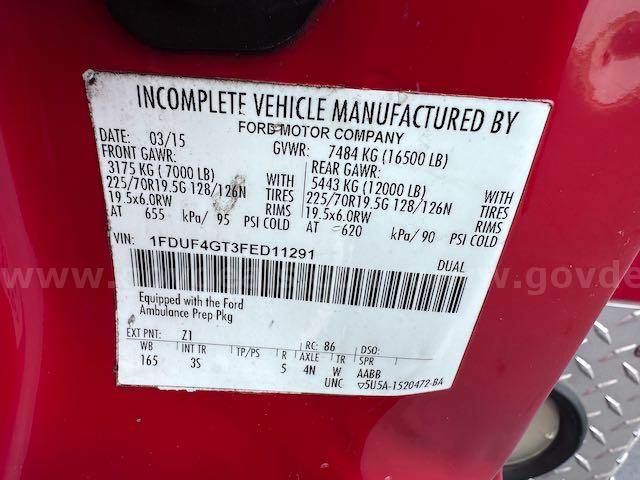 INCOMPLETE VEHICLE MANUFACTURED BY
FORD MOTOR COMPANY
DATE: 03/15 GVWR: 7484 KG (16500 LB)
FRONT GAWR: REAR GAWR:
3175 KG ( 7000 LB) WITH 5443 KG (12000 LB) WITH
225/70R19.5G 128/126N TIRES 225/70R19.5G 128/126N TIRES
19.5x6.0RW RIMS 19.5x6.0RW RIMS
AT 655 kPa/ 95 PSI COLD AT 620 kPa/ 90 PSI COLD
VIN: 1FDUF4GT3FED11291 DUAL
Equipped with the Ford
Ambulance Prep Pkg
EXT PNT: Z1 RC: 86 DSO:
WB INT TR TP/PS R AXLE TR SPR
165 3S 5 4N W AABB
UNC 5U5A-1520472-BA
www.govde